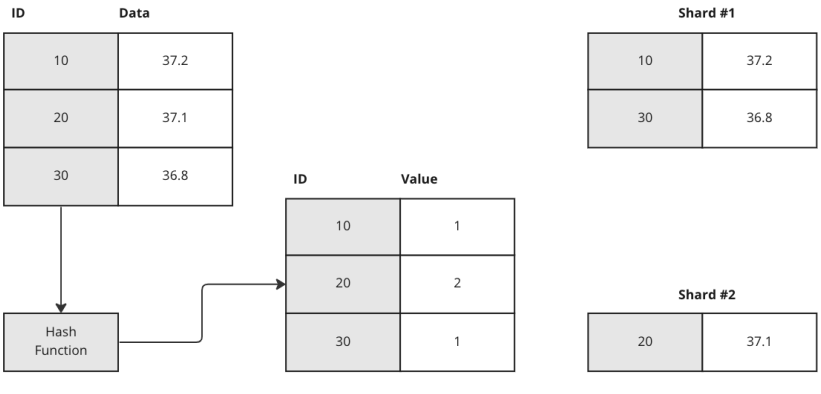 ID Data
10 37.2
20 37.1
30 36.8
Hash
Function
ID Value
10 1
20 2
30 1
Shard #1
10 37.2
30 36.8
Shard #2
20 37.1